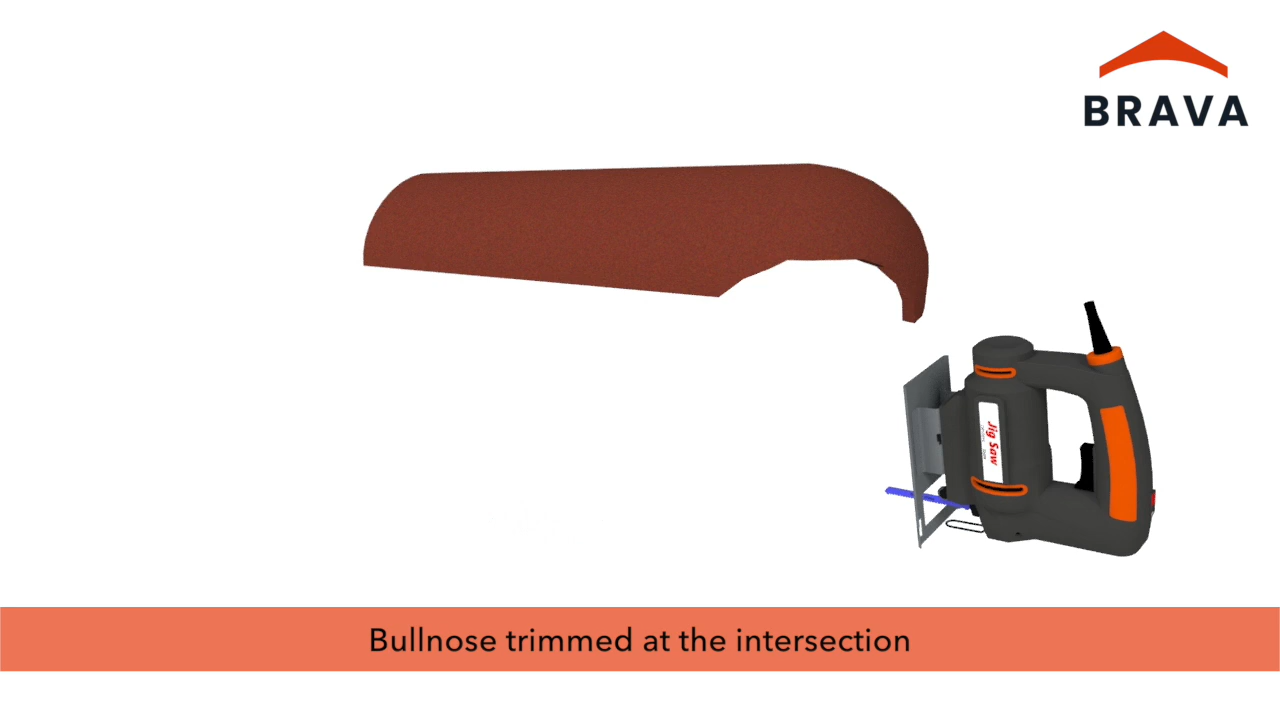 BRAVA
Jig Saw
Bullnose trimmed at the intersection